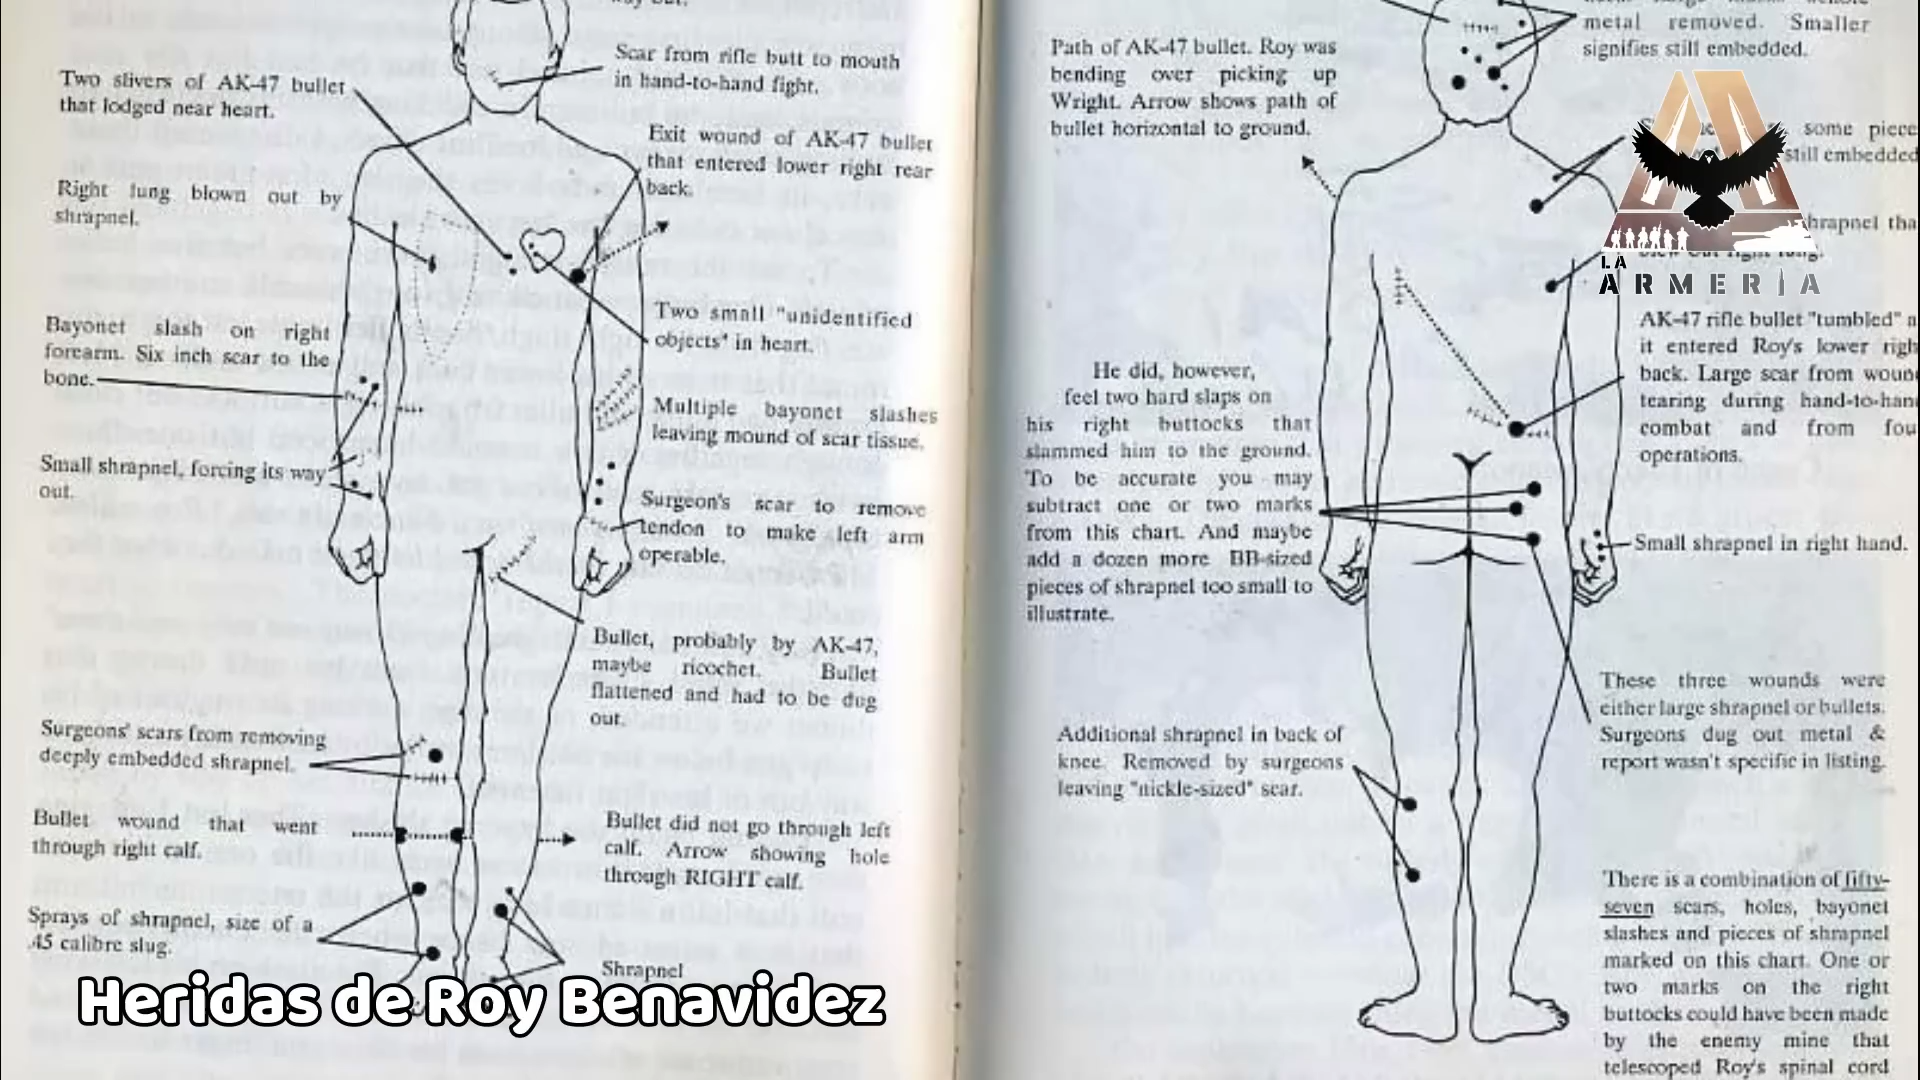 way out.
Scar from rifle butt to mouth
in hand-to-hand fight.
Two slivers of AK-47 bullet
that lodged near heart.
Exit wound of AK-47 bullet
that entered lower right rear
back.
Right lung blown out by
shrapnel.
Two small "unidentified
objects" in heart.
Bayonet slash on right
forearm. Six inch scar to the
bone.
Multiple bayonet slashes
leaving mound of scar tissue.
Small shrapnel, forcing its way
out.
Surgeon's scar to remove
tendon to make left arm
operable.
Bullet, probably by AK-47,
maybe ricochet. Bullet
flattened and had to be dug
out.
Surgeons' scars from removing
deeply embedded shrapnel.
Bullet wound that went
through right calf.
Bullet did not go through left
calf. Arrow showing hole
through RIGHT calf.
Sprays of shrapnel, size of a
.45 calibre slug.
Shrapnel
Heridas de Roy Benavidez
metal removed. Smaller
signifies still embedded.
Path of AK-47 bullet. Roy was
bending over picking up
Wright. Arrow shows path of
bullet horizontal to ground.
some piece
still embedded
shrapnel tha
blew out right lung.
LA
ARMERÍA
AK-47 rifle bullet "tumbled" a
it entered Roy's lower righ
back. Large scar from woun
tearing during hand-to-han
combat and from fou
operations.
He did, however,
feel two hard slaps on
his right buttocks that
slammed him to the ground.
To be accurate you may
subtract one or two marks
from this chart. And maybe
add a dozen more BB-sized
pieces of shrapnel too small to
illustrate.
Small shrapnel in right hand.
These three wounds were
either large shrapnel or bullets.
Surgeons dug out metal &
report wasn't specific in listing.
Additional shrapnel in back of
knee. Removed by surgeons
leaving "nickle-sized" scar.
There is a combination of fifty-
seven scars, holes, bayonet
slashes and pieces of shrapnel
marked on this chart. One or
two marks on the right
buttocks could have been made
by the enemy mine that
telescoped Roy's spinal cord